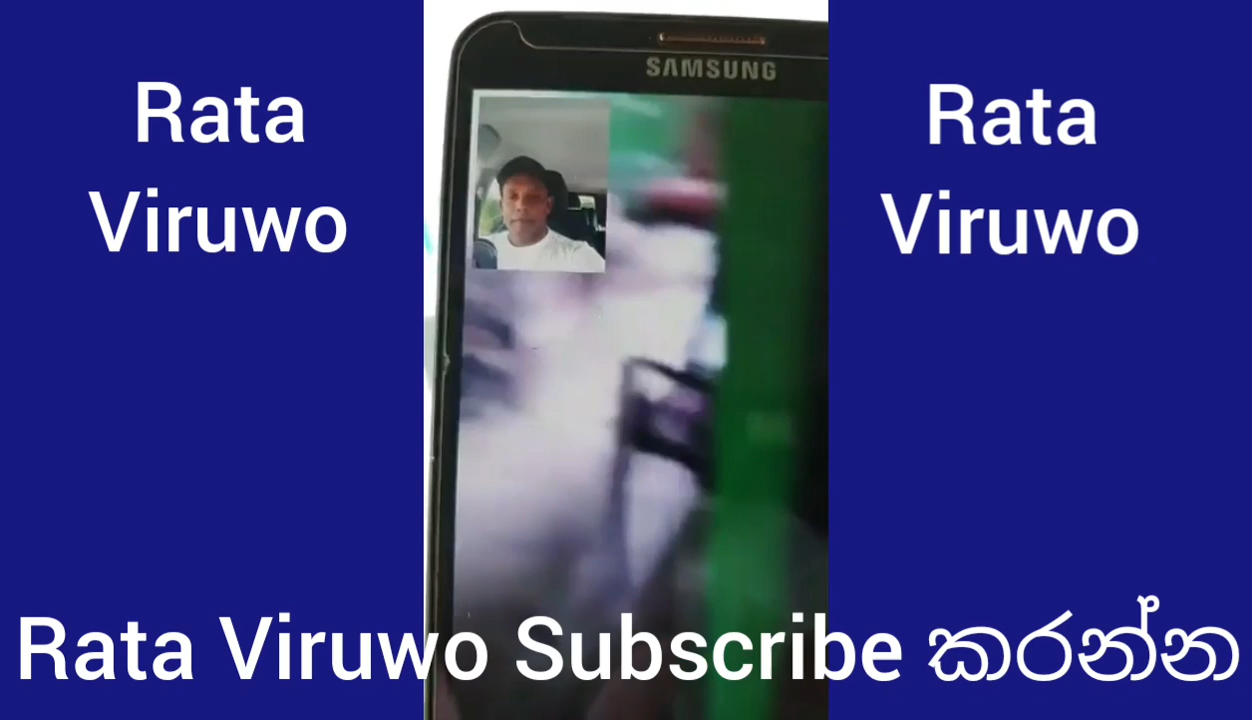 Rata
Viruwo
SAMSUNG
Rata
Viruwo
Rata Viruwo Subscribe කරන්න